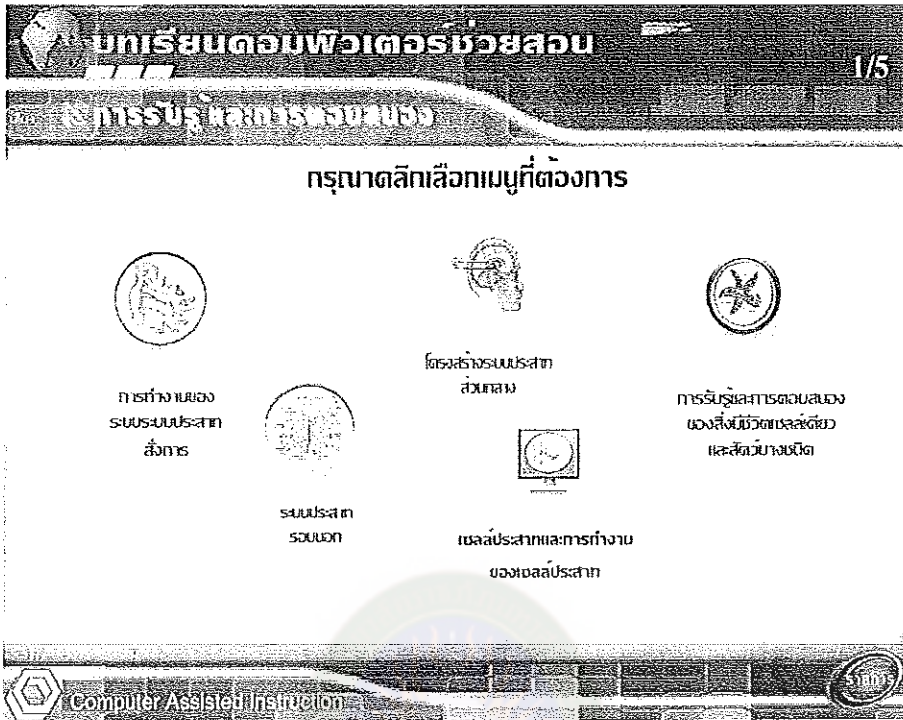 บทเรียนคอมพิวเตอร์ช่วยสอน
1/5
การรับรู้และการตอบสนอง
กรุณาคลิกเลือกเมนูที่ต้องการ
โครงสร้างระบบประสาท
ส่วนกลาง
การทำงานของ
ระบบระบบประสาท
สั่งการ
การรับรู้และการตอบสนอง
ของสิ่งมีชีวิตเซลล์เดียว
และสัตว์บางชนิด
ระบบประสาท
รอบนอก
เซลล์ประสาทและการทำงาน
ของเซลล์ประสาท
Computer Assisted Instruction
รายการ